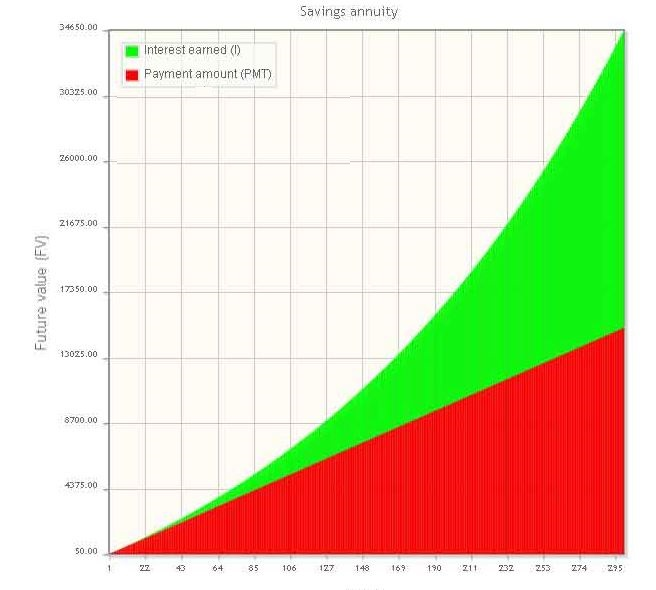 Savings annuity
34650.00
Interest earned (I)
Payment amount (PMT)
30325.00
26000.00
21675.00
Future value (FV)
17350.00
13025.00
8700.00
4375.00
50.00
1 22 43 64 85 106 127 148 169 190 211 232 253 274 295